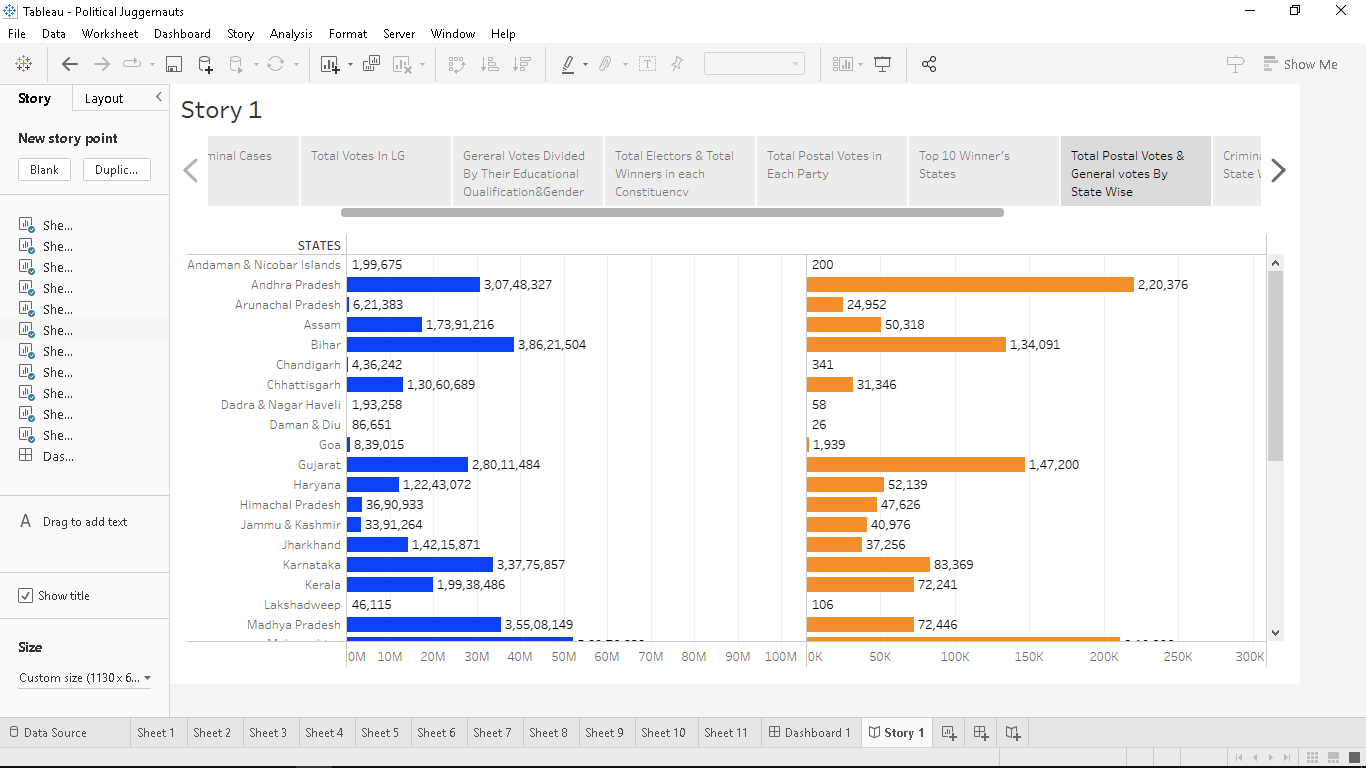 Tableau - Political Juggernauts
File Data Worksheet Dashboard Story Analysis Format Server Window Help
Show Me
Story Layout
New story point
Blank Duplic...
She...
She...
She...
She...
She...
She...
She...
She...
She...
She...
She...
Das...
A Drag to add text
Show title
Size
Custom size (1130 x 6...
Story 1
minal Cases
Total Votes In LG
Gereral Votes Divided
By Their Educational
Qualification&Gender
Total Electors & Total
Winners in each
Constituency
Total Postal Votes in
Each Party
Top 10 Winner's
States
Total Postal Votes &
General votes By
State Wise
Crimina
State W
STATES
Andaman & Nicobar Islands 1,99,675 200
Andhra Pradesh 3,07,48,327 2,20,376
Arunachal Pradesh 6,21,383 24,952
Assam 1,73,91,216 50,318
Bihar 3,86,21,504 1,34,091
Chandigarh 4,36,242 341
Chhattisgarh 1,30,60,689 31,346
Dadra & Nagar Haveli 1,93,258 58
Daman & Diu 86,651 26
Goa 8,39,015 1,939
Gujarat 2,80,11,484 1,47,200
Haryana 1,22,43,072 52,139
Himachal Pradesh 36,90,933 47,626
Jammu & Kashmir 33,91,264 40,976
Jharkhand 1,42,15,871 37,256
Karnataka 3,37,75,857 83,369
Kerala 1,99,38,486 72,241
Lakshadweep 46,115 106
Madhya Pradesh 3,55,08,149 72,446
0M 10M 20M 30M 40M 50M 60M 70M 80M 90M 100M 0K 50K 100K 150K 200K 250K 300K
Data Source Sheet 1 Sheet 2 Sheet 3 Sheet 4 Sheet 5 Sheet 6 Sheet 7 Sheet 8 Sheet 9 Sheet 10 Sheet 11 Dashboard 1 Story 1